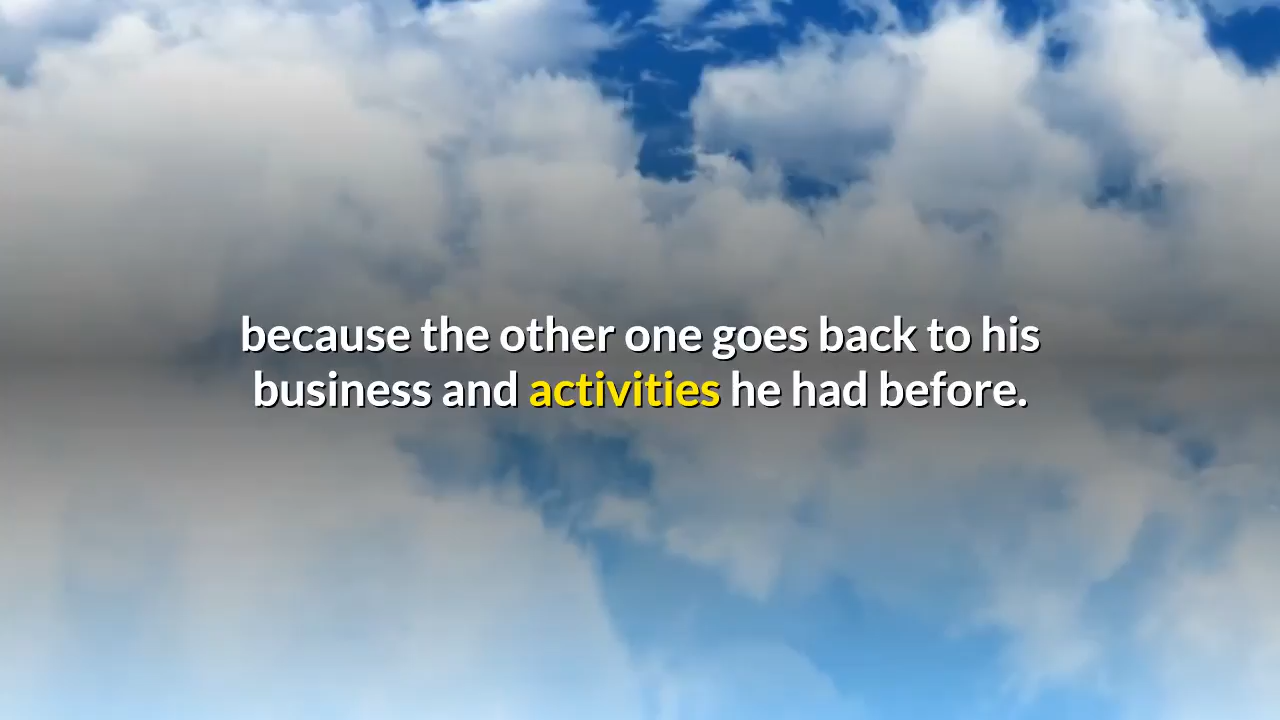 because the other one goes back to his
business and activities he had before.